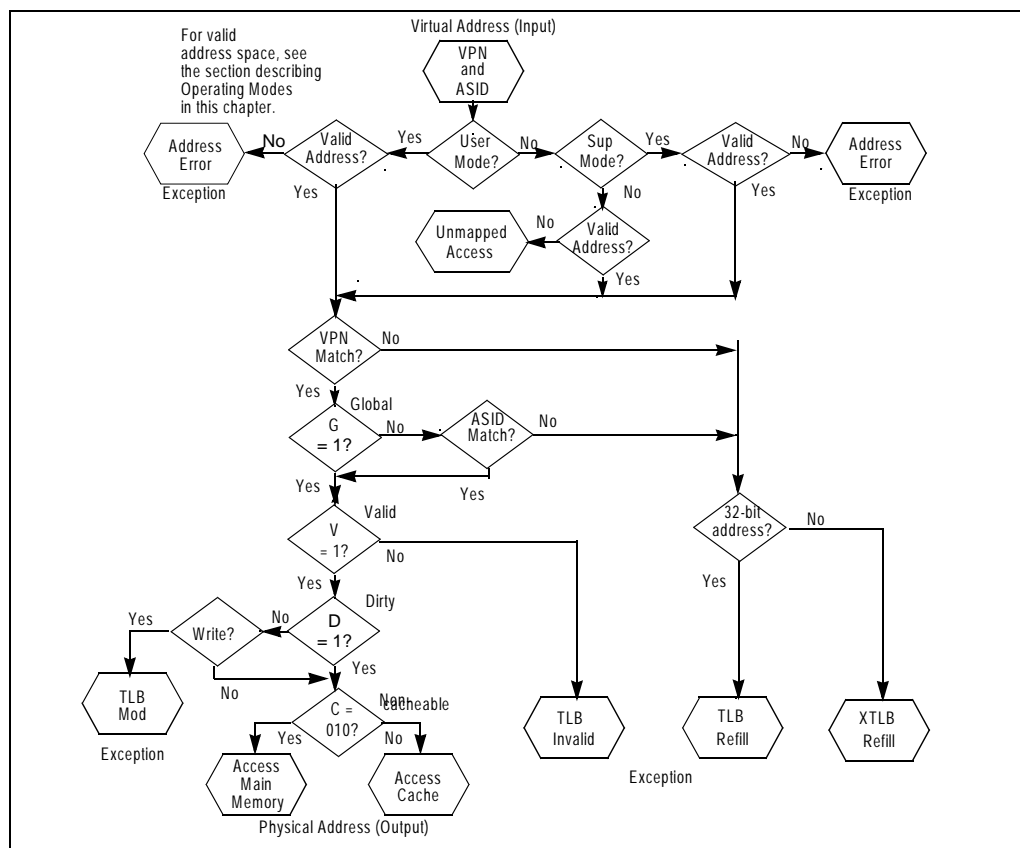 Virtual Address (Input)
For valid
address space, see
the section describing
Operating Modes
in this chapter.
VPN
and
ASID
Address
Error
Exception
No
Valid
Address?
Yes
Yes
User
Mode?
No
Sup
Mode?
Yes
No
Valid
Address?
Yes
No
Address
Error
Exception
Unmapped
Access
No
Valid
Address?
Yes
VPN
Match?
No
Yes
Global
G
= 1?
No
ASID
Match?
No
Yes
Yes
Valid
V
= 1?
No
Yes
32-bit
address?
No
Yes
Dirty
D
= 1?
No
Write?
Yes
No
Yes
TLB
Mod
Exception
Non-
cacheable
C =
010?
Yes
No
Access
Main
Memory
Access
Cache
Physical Address (Output)
TLB
Invalid
TLB
Refill
XTLB
Refill
Exception